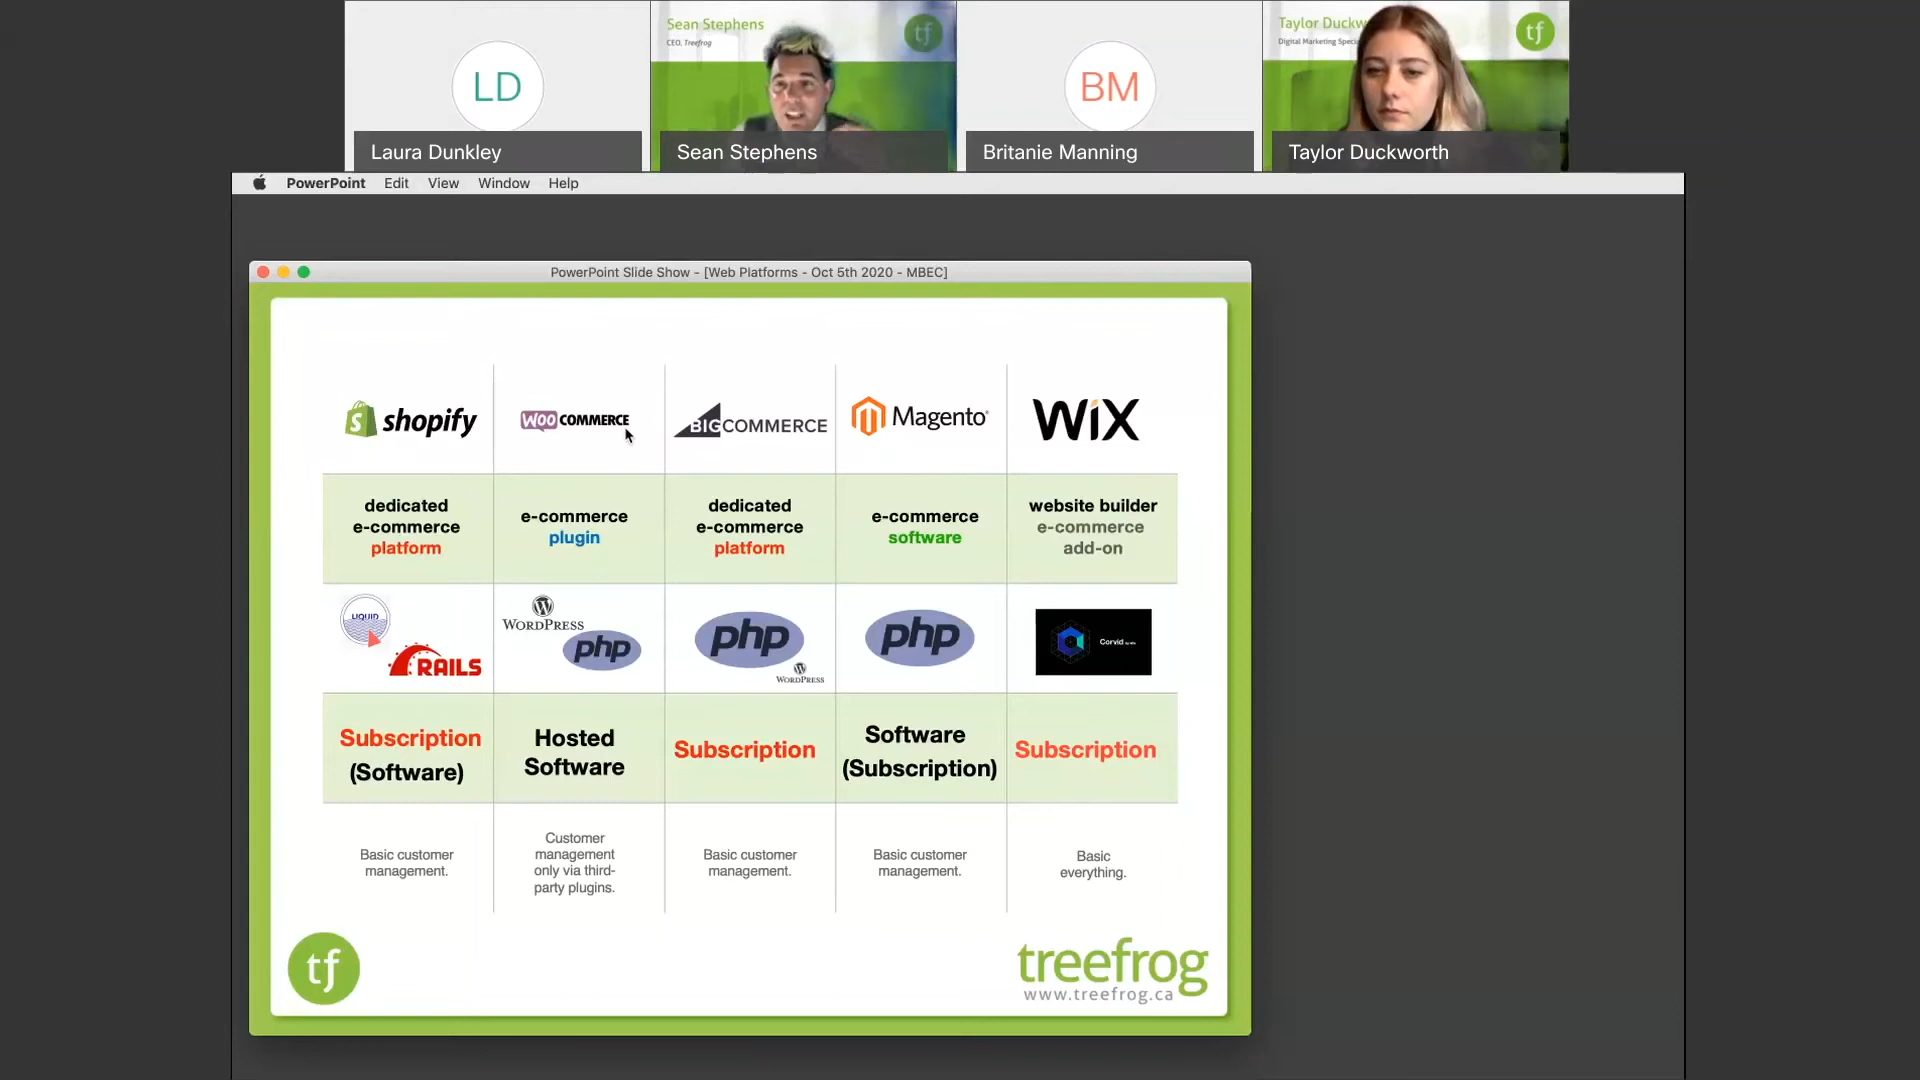 LD
Laura Dunkley
Sean Stephens
CEO, Treefrog
tf
Sean Stephens
BM
Britanie Manning
Taylor Duckw
tf
Taylor Duckworth
PowerPoint Edit View Window Help
PowerPoint Slide Show - [Web Platforms - Oct 5th 2020 - MBEC]
S shopify
WOO COMMERCE
BIGCOMMERCE
Magento
WiX
dedicated
e-commerce
platform
e-commerce
plugin
dedicated
e-commerce
platform
e-commerce
software
website builder
e-commerce
add-on
LIQUID
RAILS
WORDPRESS
php
php
WORDPRESS
php
Corvid by Wix
Subscription
(Software)
Hosted
Software
Subscription
Software
(Subscription)
Subscription
Basic customer
management.
Customer
management
only via third-
party plugins.
Basic customer
management.
Basic customer
management.
Basic
everything.
tf
treefrog
www.treefrog.ca